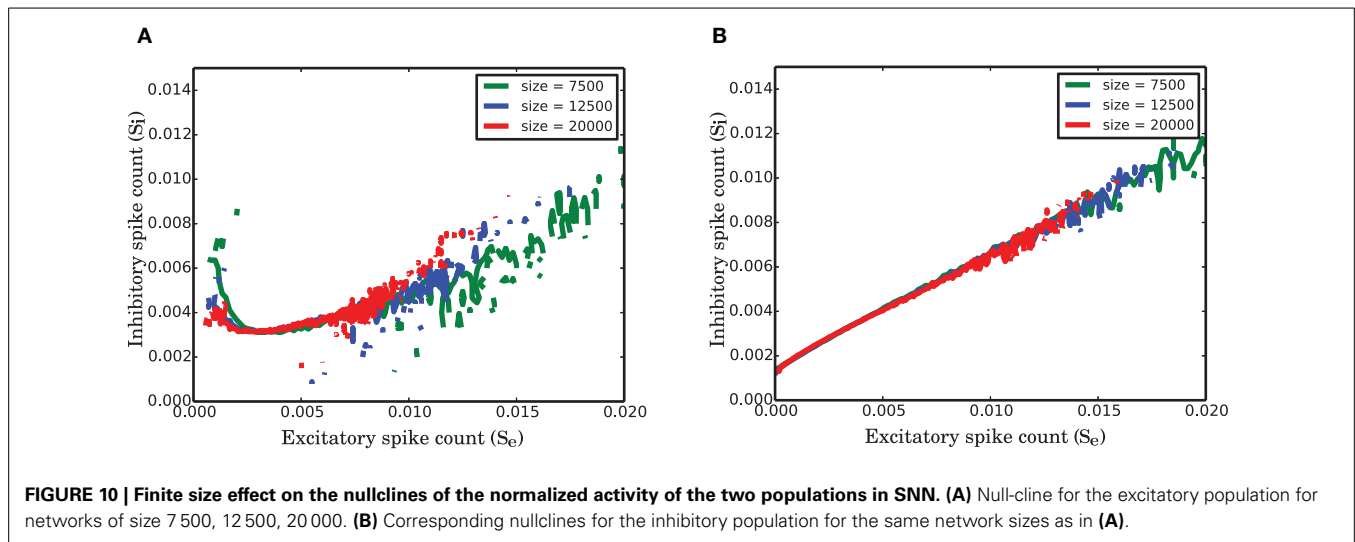 A
size = 7500
size = 12500
size = 20000
0.014
0.012
0.010
0.008
0.006
0.004
0.002
0.000
Inhibitory spike count (Si)
0.000 0.005 0.010 0.015 0.020
Excitatory spike count (Se)
B
size = 7500
size = 12500
size = 20000
0.014
0.012
0.010
0.008
0.006
0.004
0.002
0.000
Inhibitory spike count (Si)
0.000 0.005 0.010 0.015 0.020
Excitatory spike count (Se)
FIGURE 10 | Finite size effect on the nullclines of the normalized activity of the two populations in SNN. (A) Null-cline for the excitatory population for
networks of size 7 500, 12 500, 20 000. (B) Corresponding nullclines for the inhibitory population for the same network sizes as in (A).